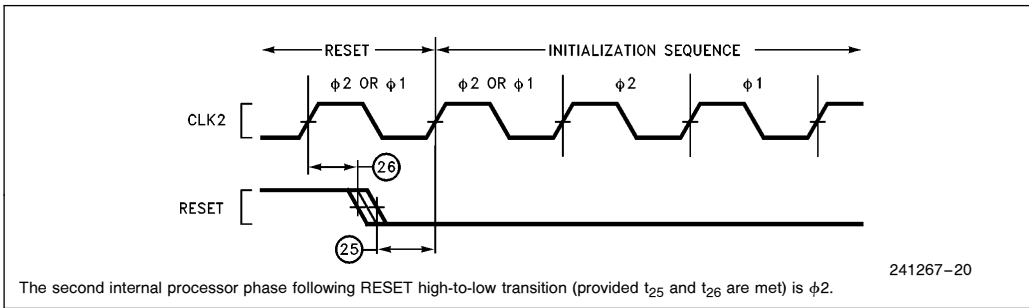 RESET INITIALIZATION SEQUENCE
ϕ2 OR ϕ1 ϕ2 OR ϕ1 ϕ2 ϕ1
CLK2
26
RESET
25
241267–20
The second internal processor phase following RESET high-to-low transition (provided t25 and t26 are met) is ϕ2.